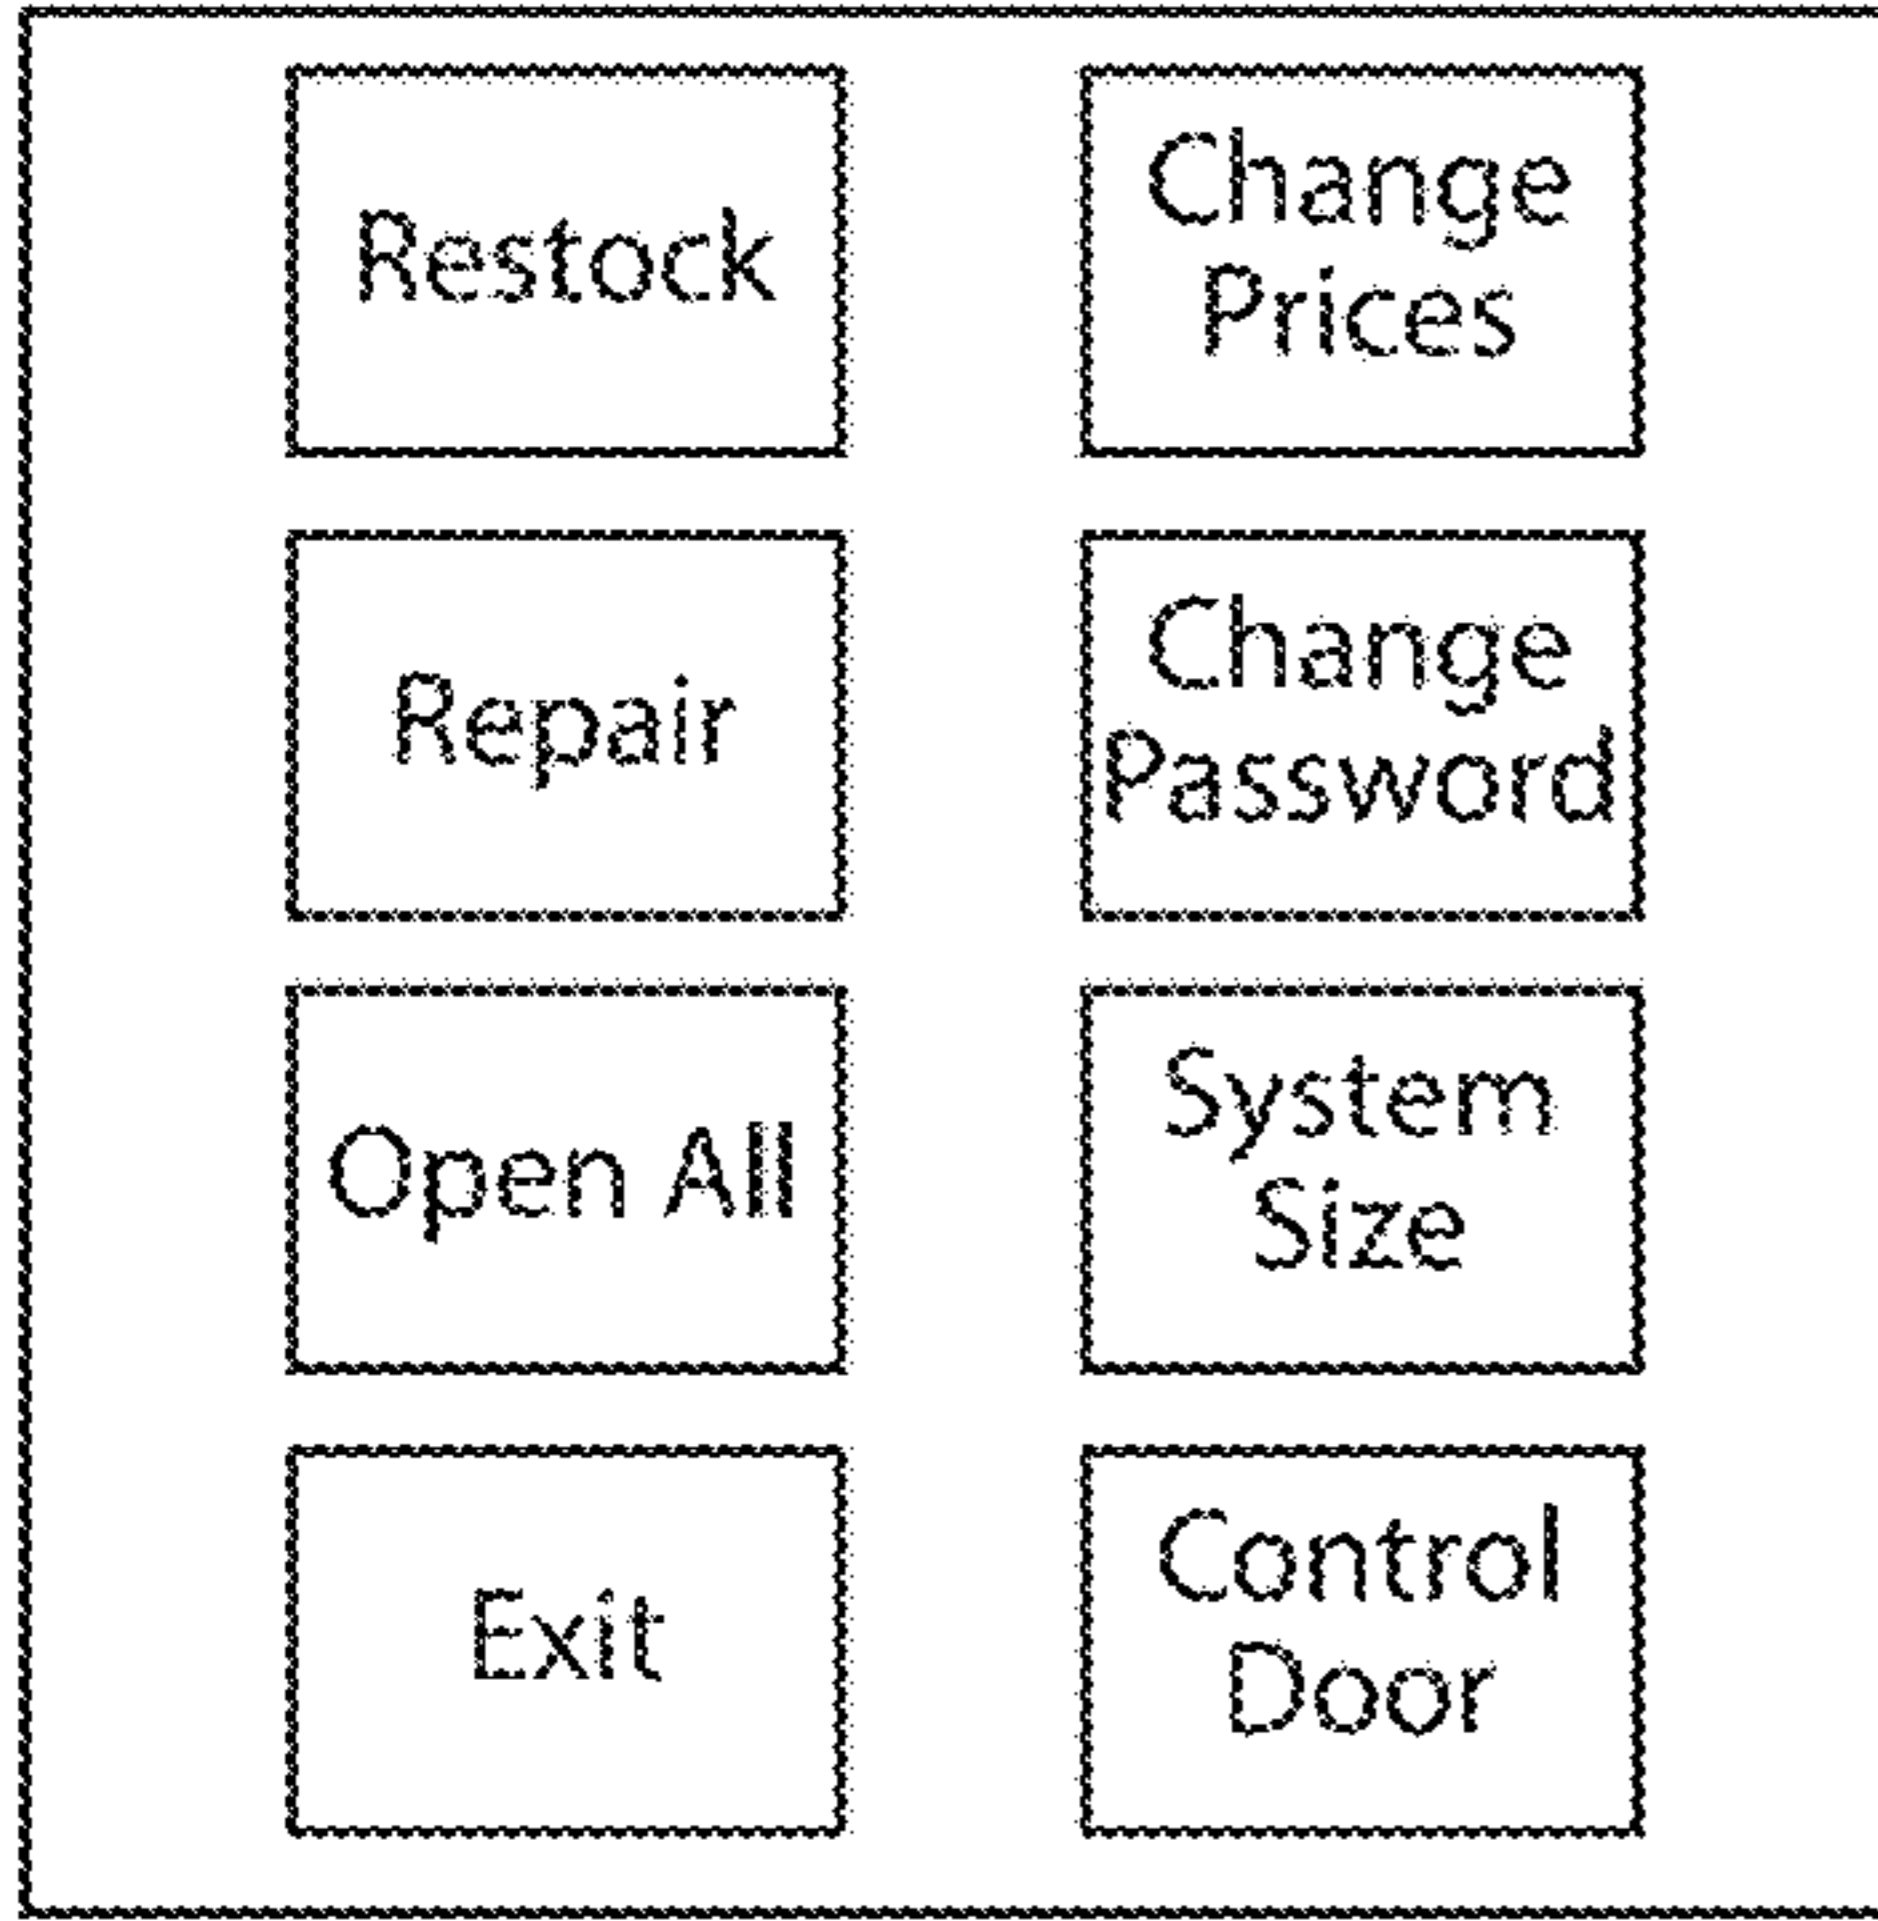 Restock
Change
Prices
Repair
Change
Password
Open All
System
Size
Exit
Control
Door